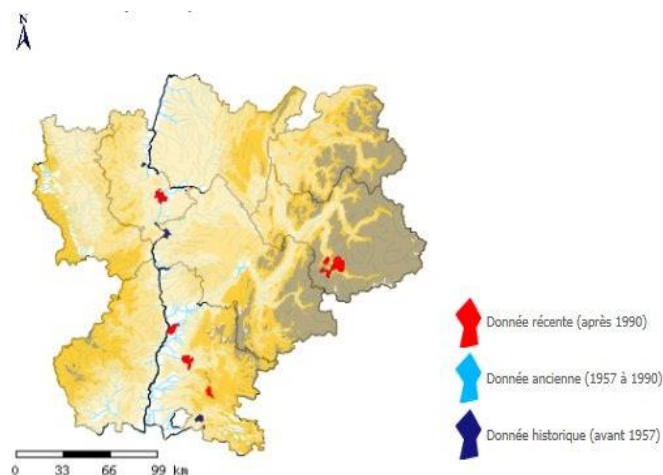 N
Donnée récente (après 1990)
Donnée ancienne (1957 à 1990)
Donnée historique (avant 1957)
0 33 66 99 km